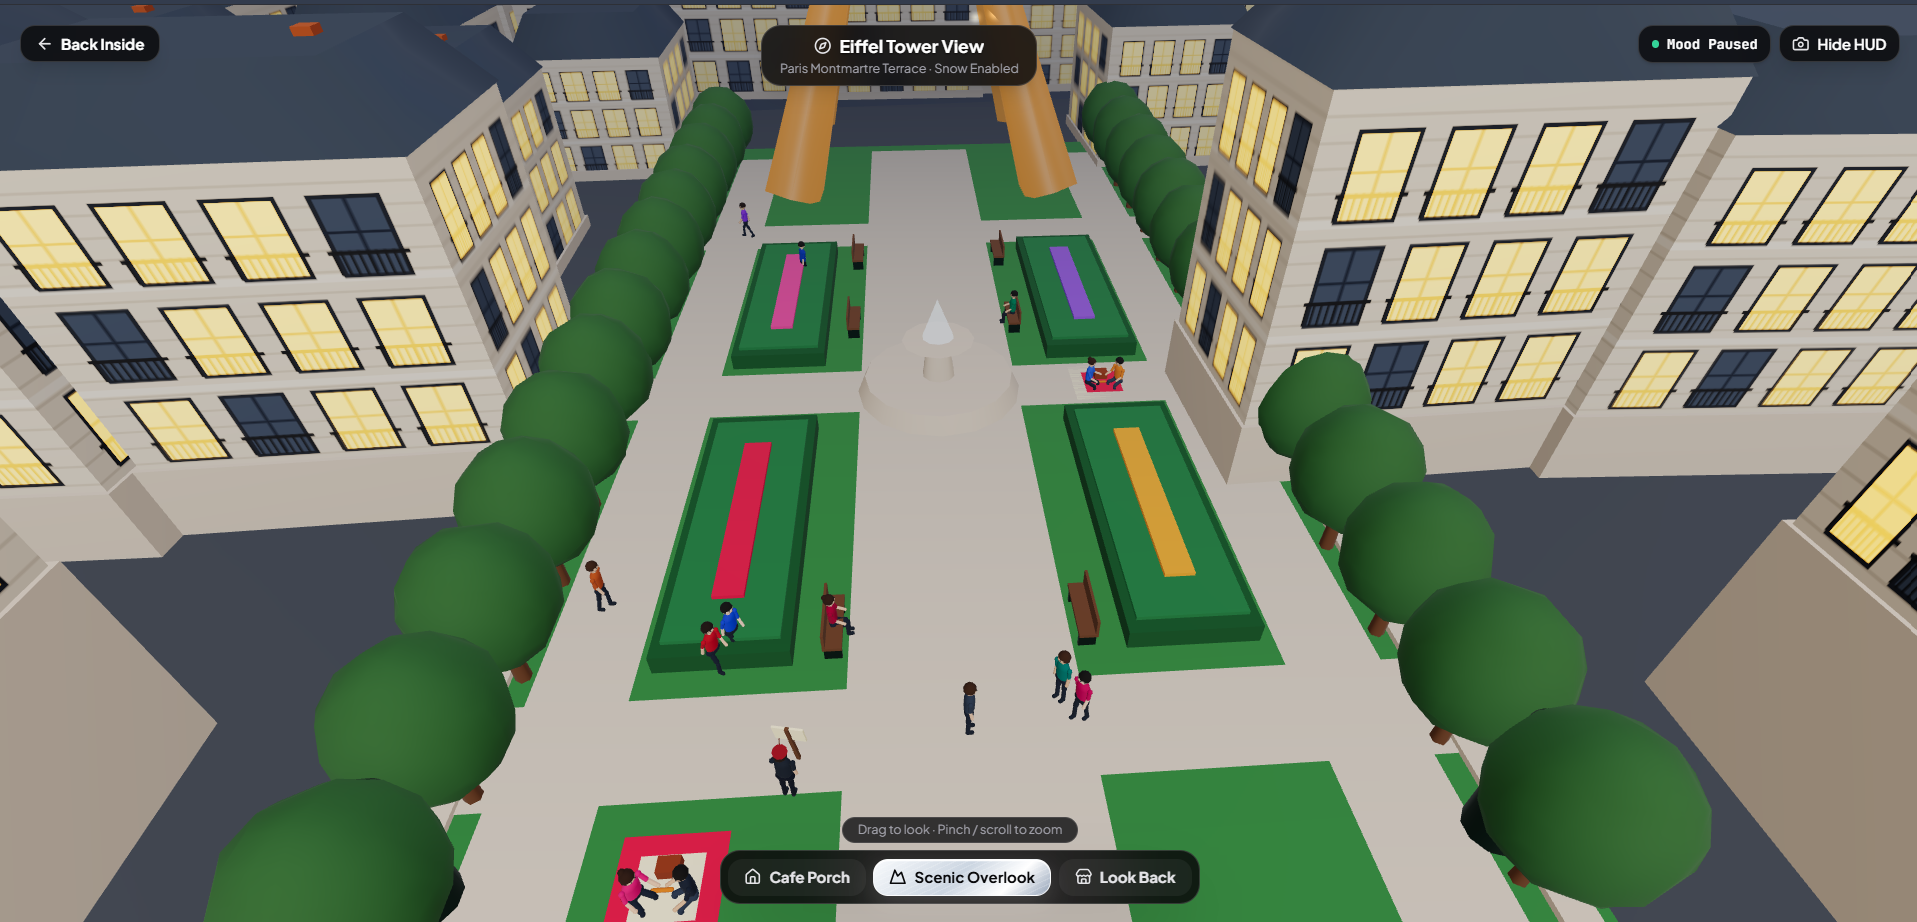 Back Inside
Eiffel Tower View
Paris Montmartre Terrace · Snow Enabled
Mood Paused
Hide HUD
Drag to look · Pinch / scroll to zoom
Cafe Porch
Scenic Overlook
Look Back